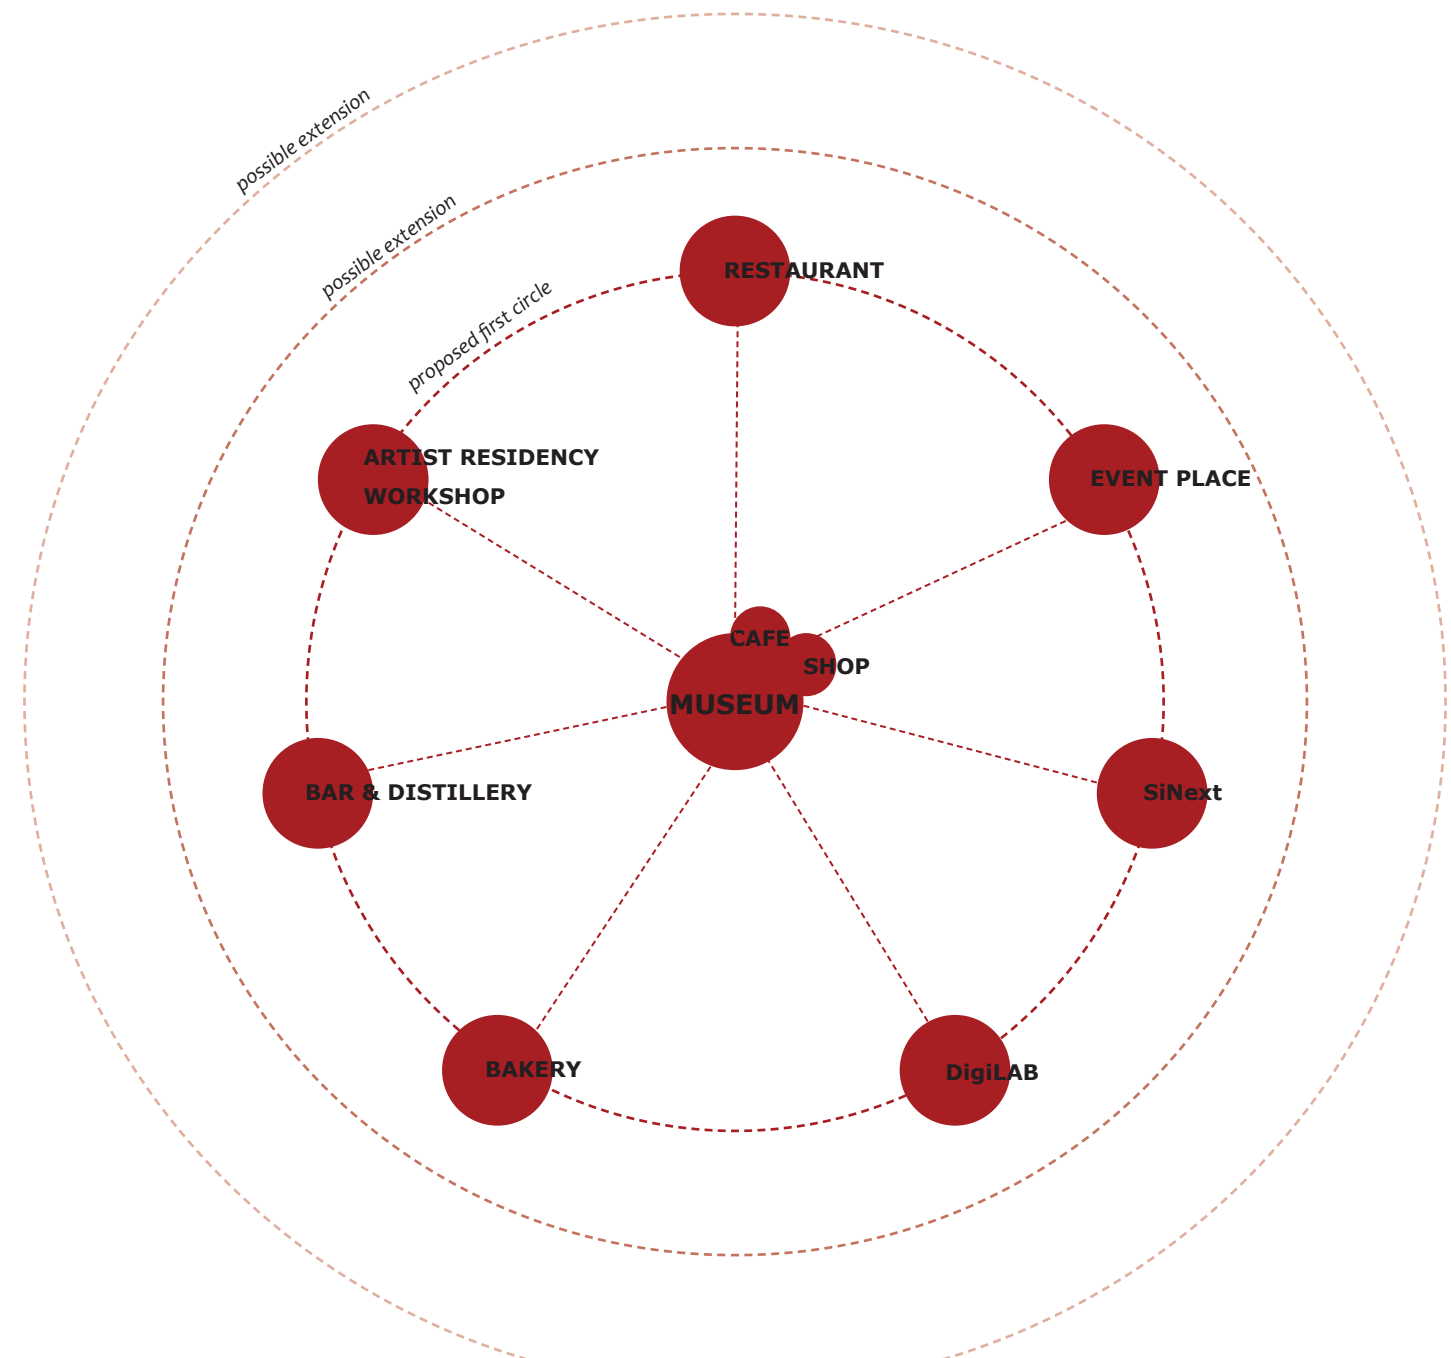 possible extension
possible extension
proposed first circle
RESTAURANT
ARTIST RESIDENCY
WORKSHOP
EVENT PLACE
CAFE
SHOP
MUSEUM
BAR & DISTILLERY
SiNext
BAKERY
DigiLAB